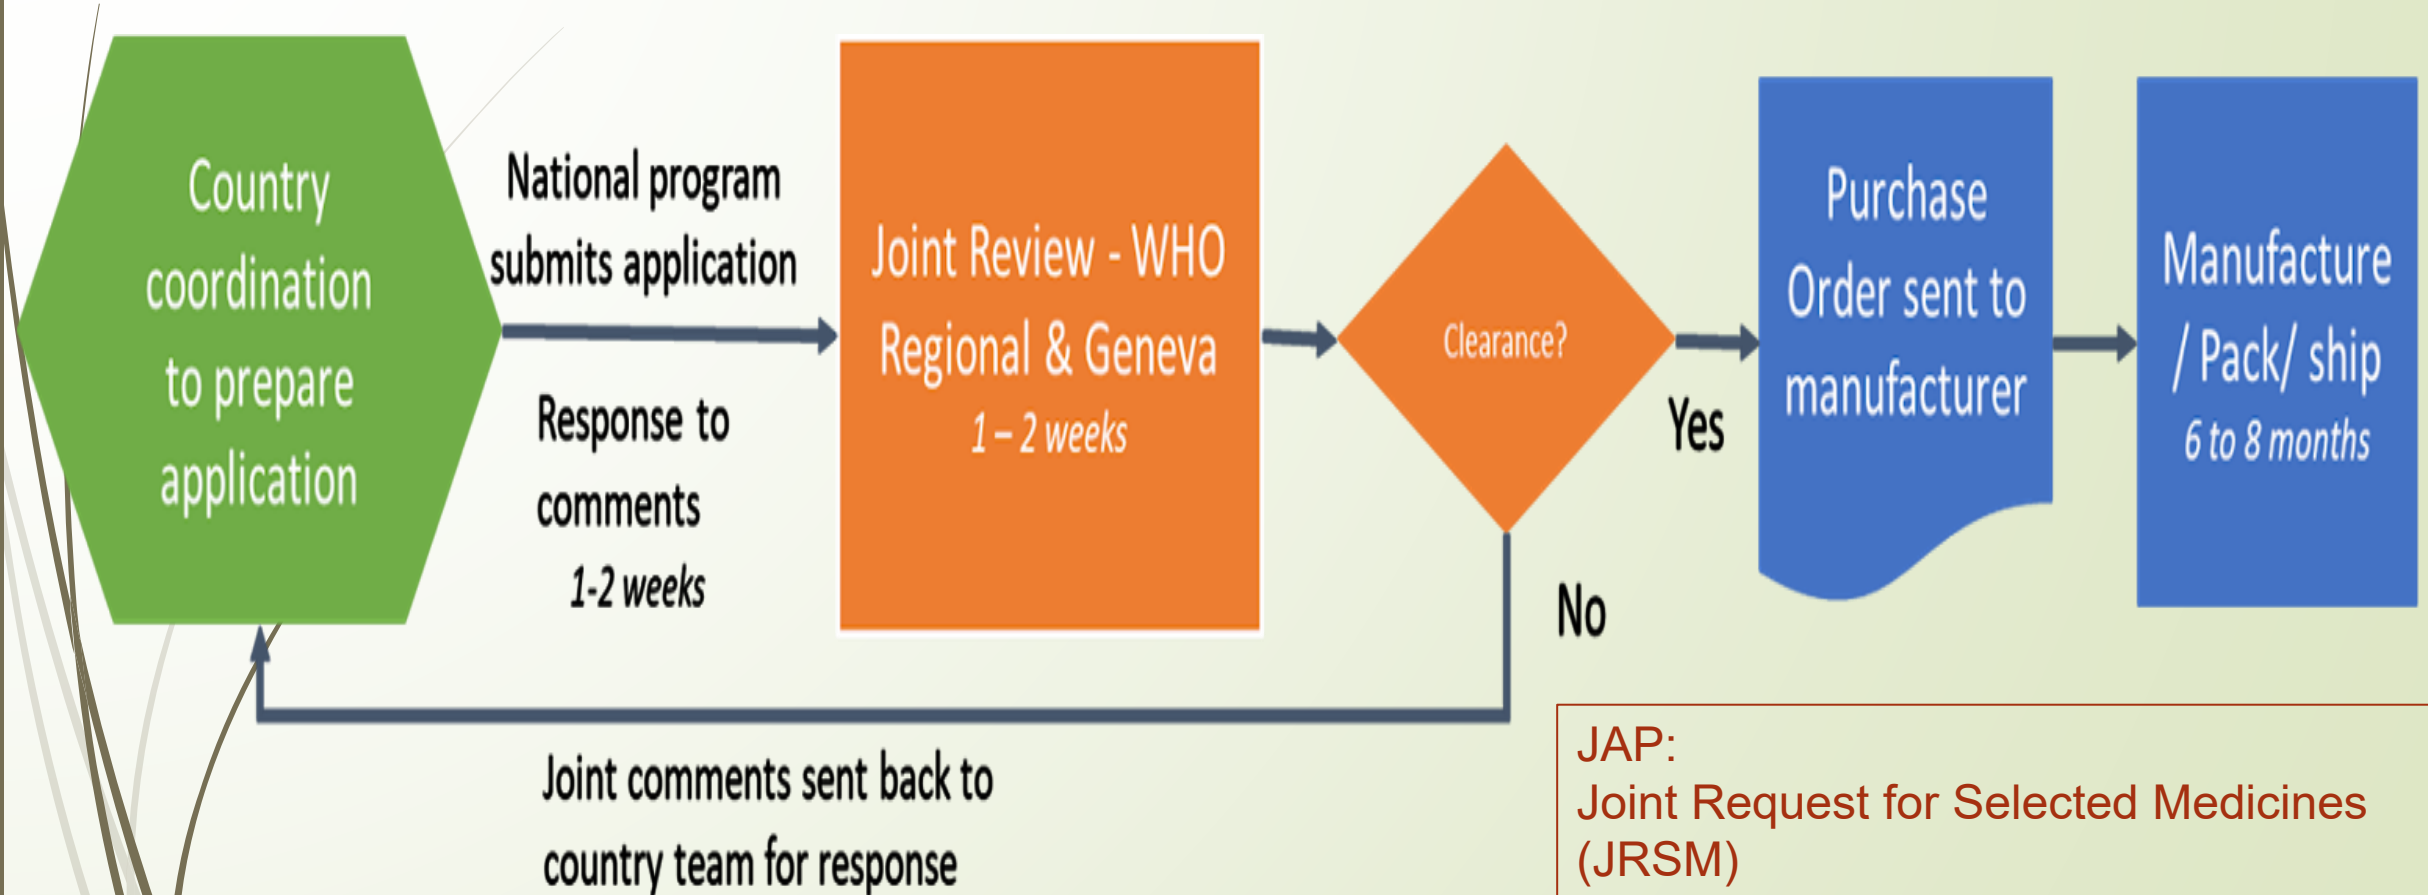 Country
coordination
to prepare
application
National program
submits application
Response to
comments
1-2 weeks
Joint Review - WHO
Regional & Geneva
1 – 2 weeks
Clearance?
Yes
No
Purchase
Order sent to
manufacturer
Manufacture
/ Pack/ ship
6 to 8 months
Joint comments sent back to
country team for response
JAP:
Joint Request for Selected Medicines
(JRSM)